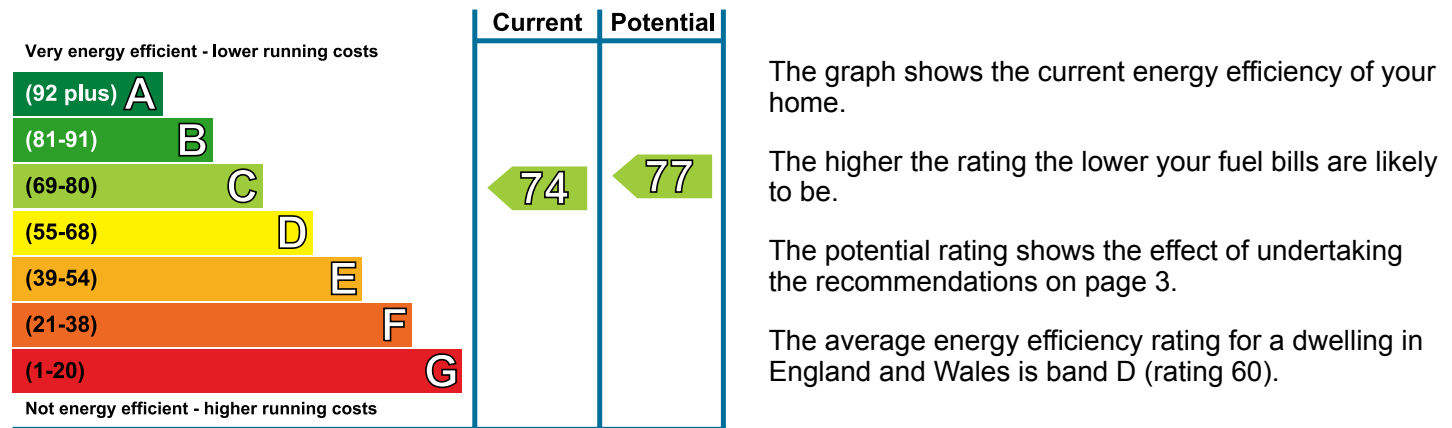 Current Potential
Very energy efficient - lower running costs
(92 plus) A
(81-91) B
(69-80) C
(55-68) D
(39-54) E
(21-38) F
(1-20) G
Not energy efficient - higher running costs
74 77
The graph shows the current energy efficiency of your
home.
The higher the rating the lower your fuel bills are likely
to be.
The potential rating shows the effect of undertaking
the recommendations on page 3.
The average energy efficiency rating for a dwelling in
England and Wales is band D (rating 60).